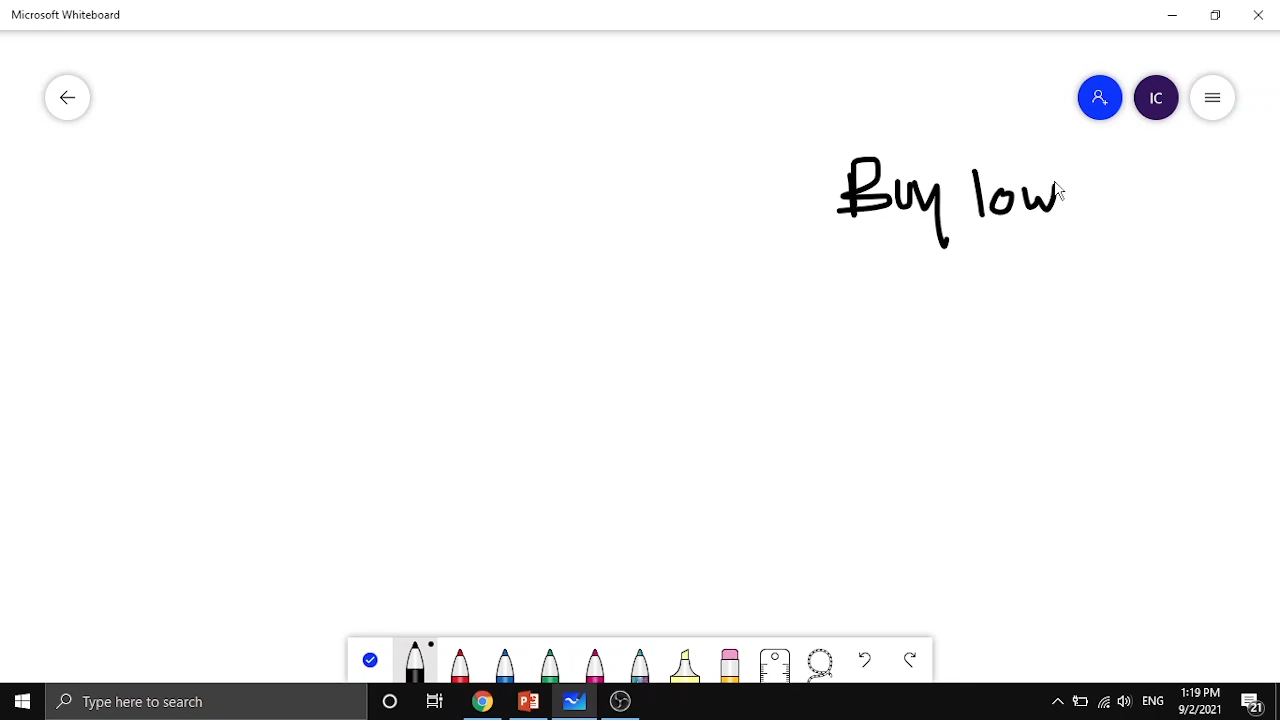 Microsoft Whiteboard
IC
Buy low
Type here to search
ENG
1:19 PM
9/2/2021
21